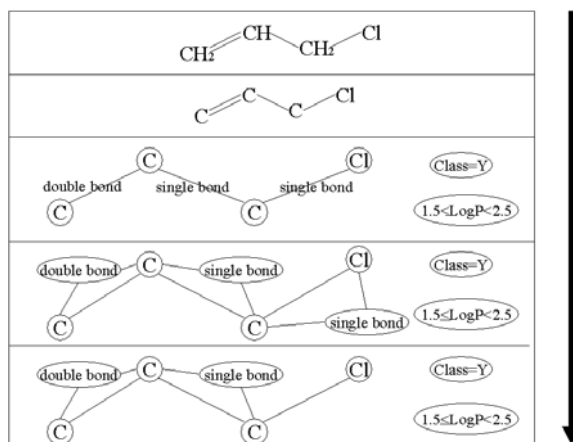 CH2 CH CH2 Cl
C C C Cl
C Cl Class=Y
double bond single bond single bond
C C 1.5≤LogP<2.5
double bond C single bond Cl Class=Y
C C single bond 1.5≤LogP<2.5
double bond C single bond Cl Class=Y
C C 1.5≤LogP<2.5